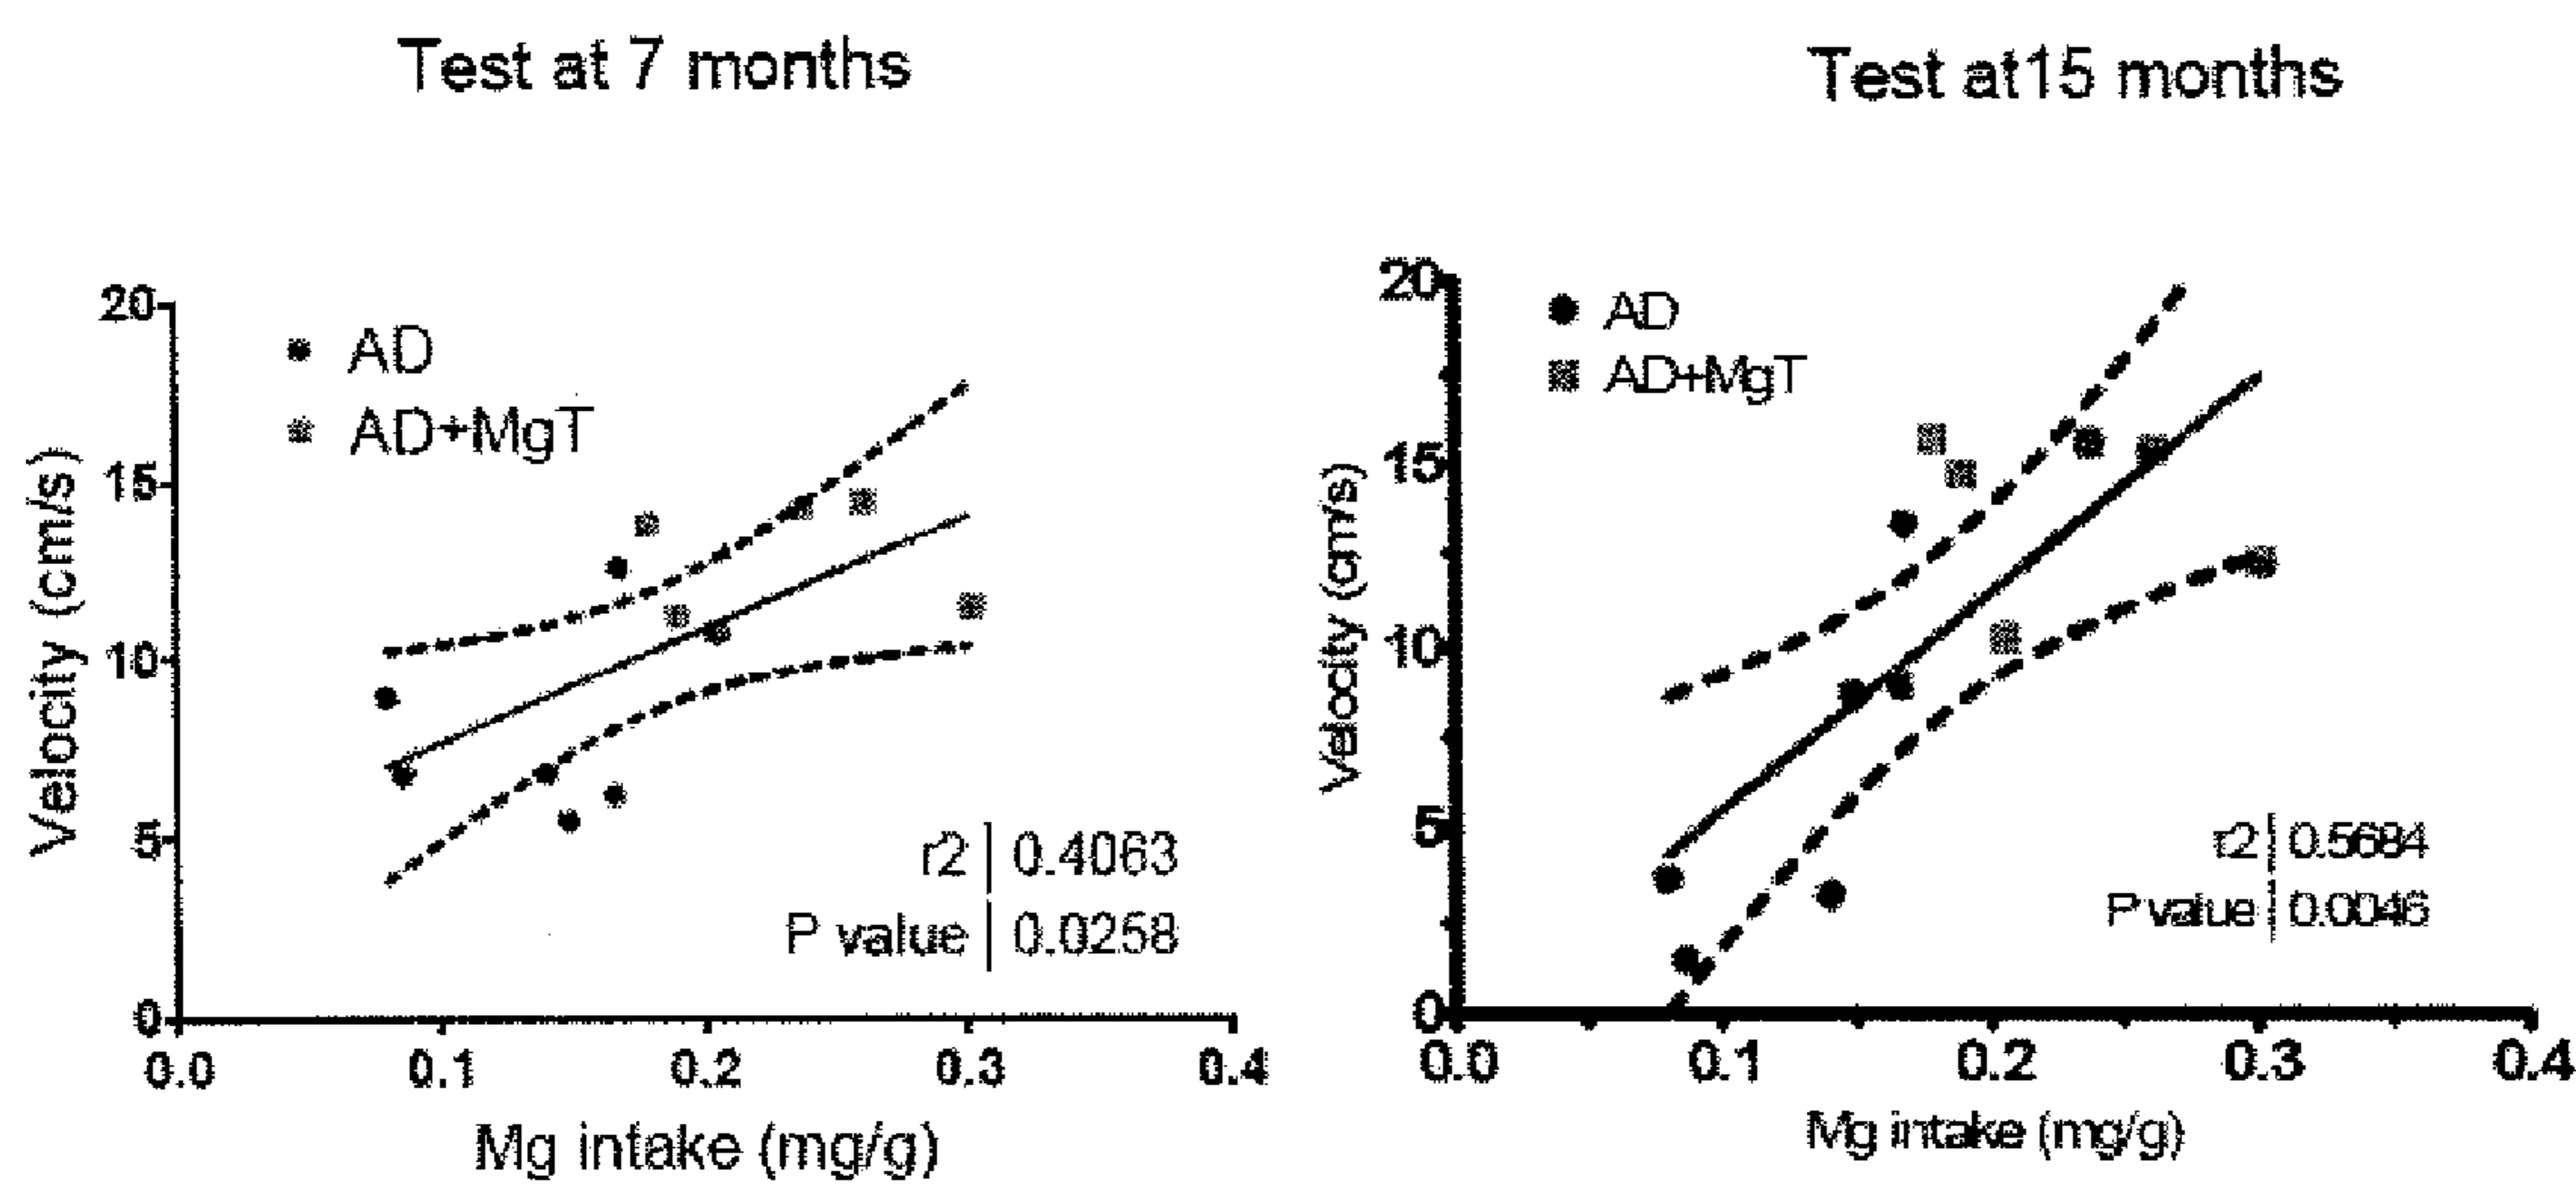 Test at 7 months
20
15
10
5
0
Velocity (cm/s)
AD
AD+MgT
r2 0.4063
P value 0.0258
0.0 0.1 0.2 0.3 0.4
Mg intake (mg/g)
Test at15 months
20
15
10
5
0
Velocity (cm/s)
AD
AD+MgT
r2 0.5684
P value 0.0046
0.0 0.1 0.2 0.3 0.4
Mg intake (mg/g)